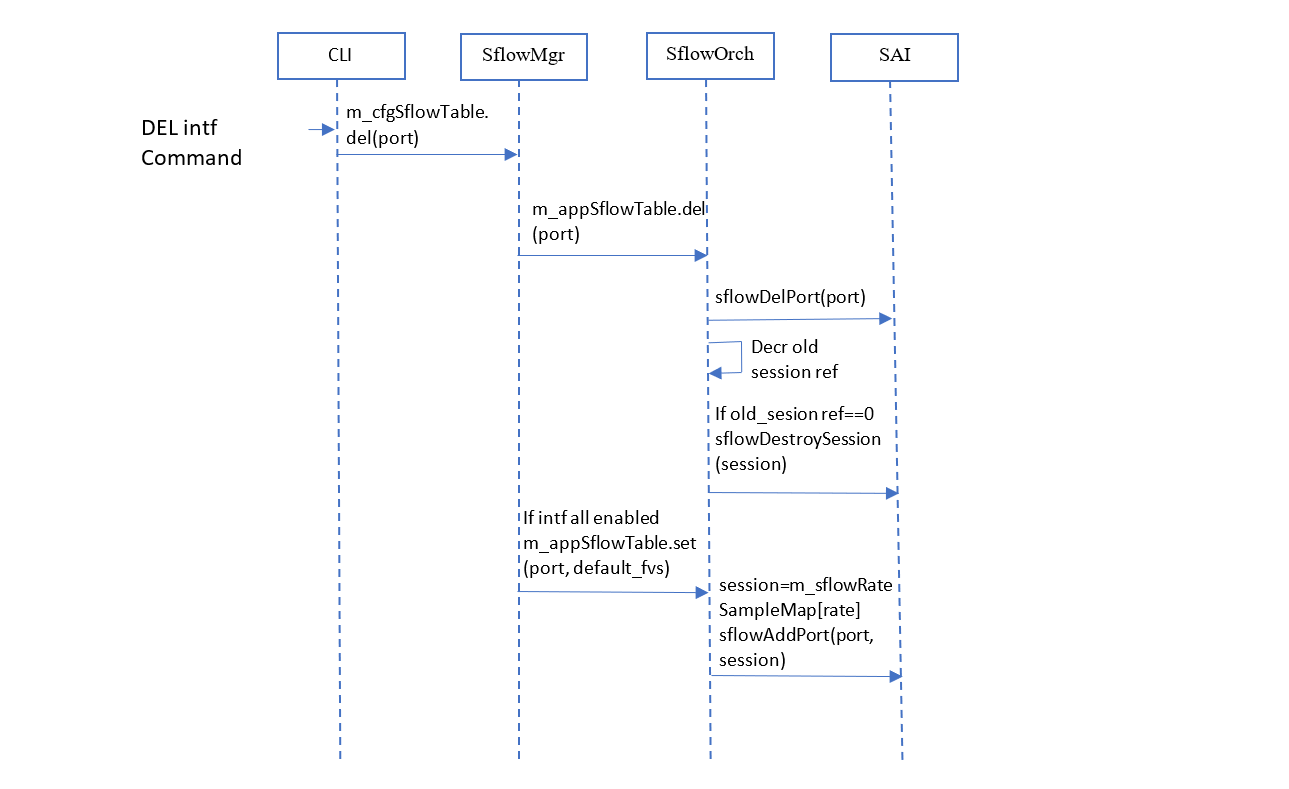 CLI
SflowMgr
SflowOrch
SAI
DEL intf
Command
m_cfgSflowTable.
del(port)
m_appSflowTable.del
(port)
sflowDelPort(port)
Decr old
session ref
If old_sesion ref==0
sflowDestroySession
(session)
If intf all enabled
m_appSflowTable.set
(port, default_fvs)
session=m_sflowRate
SampleMap[rate]
sflowAddPort(port,
session)